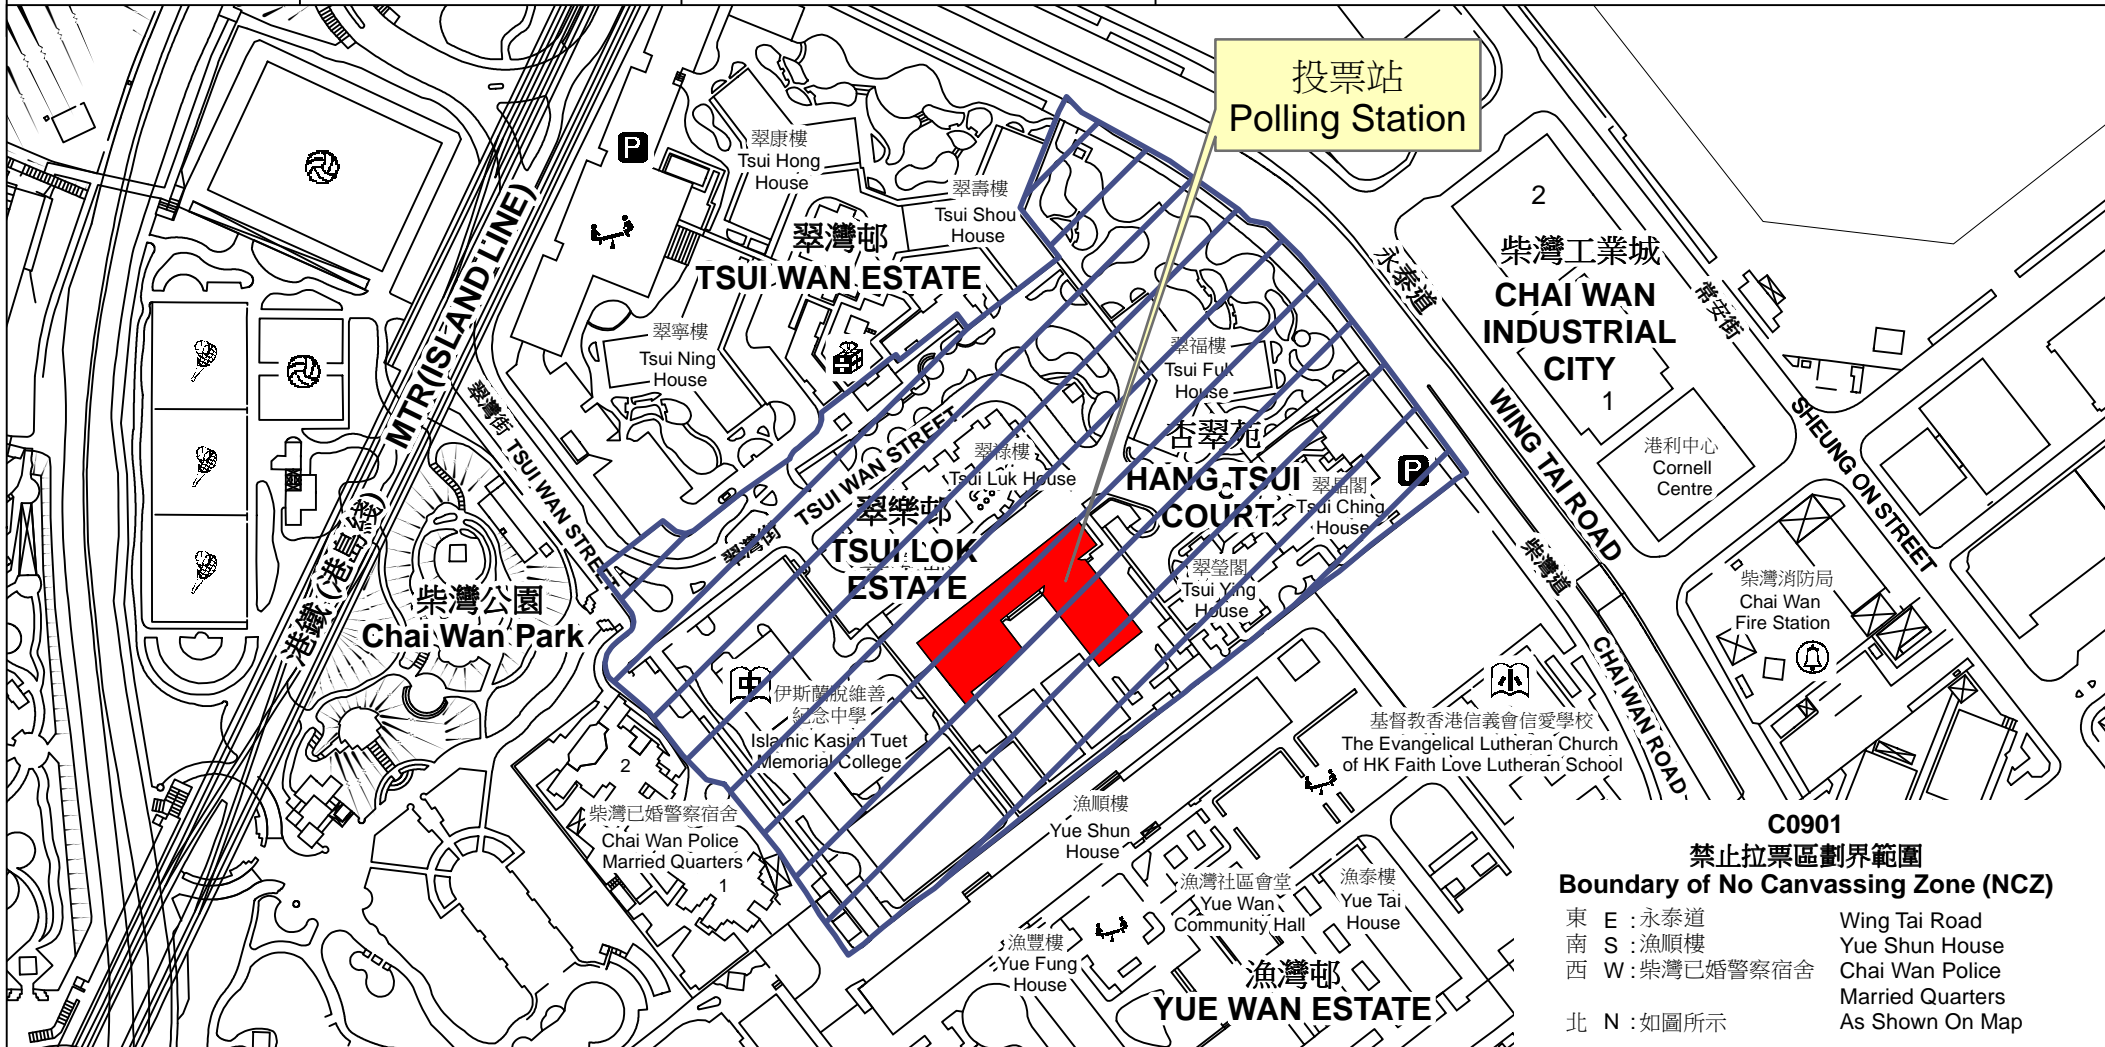 投票站
Polling Station
翠康樓
Tsui Hong
House
翠壽樓
Tsui Shou
House
翠灣邨
TSUI WAN ESTATE
翠寧樓
Tsui Ning
House
MTR(ISLAND LINE)
港鐵(港島綫)
翠灣街 TSUI WAN STREET
翠灣街 TSUI WAN STREET
翠福樓
Tsui Fuk
House
杏翠苑
HANG TSUI
COURT
翠祿樓
Tsui Luk House
翠樂邨
TSUI LOK
ESTATE
翠晶閣
Tsui Ching
House
翠瑩閣
Tsui Ying
House
P
P
2
柴灣工業城
CHAI WAN
INDUSTRIAL
CITY
1
永泰道
WING TAI ROAD
常安街
SHEUNG ON STREET
港利中心
Cornell
Centre
柴灣道
CHAI WAN ROAD
柴灣消防局
Chai Wan
Fire Station
柴灣公園
Chai Wan Park
中
伊斯蘭脫維善
紀念中學
Islamic Kasim Tuet
Memorial College
小
基督教香港信義會信愛學校
The Evangelical Lutheran Church
of HK Faith Love Lutheran School
2
柴灣已婚警察宿舍
Chai Wan Police
Married Quarters
1
漁順樓
Yue Shun
House
漁灣社區會堂
Yue Wan
Community Hall
漁泰樓
Yue Tai
House
漁豐樓
Yue Fung
House
漁灣邨
YUE WAN ESTATE
C0901
禁止拉票區劃界範圍
Boundary of No Canvassing Zone (NCZ)
東 E : 永泰道 Wing Tai Road
南 S : 漁順樓 Yue Shun House
西 W : 柴灣已婚警察宿舍 Chai Wan Police
Married Quarters
北 N : 如圖所示 As Shown On Map